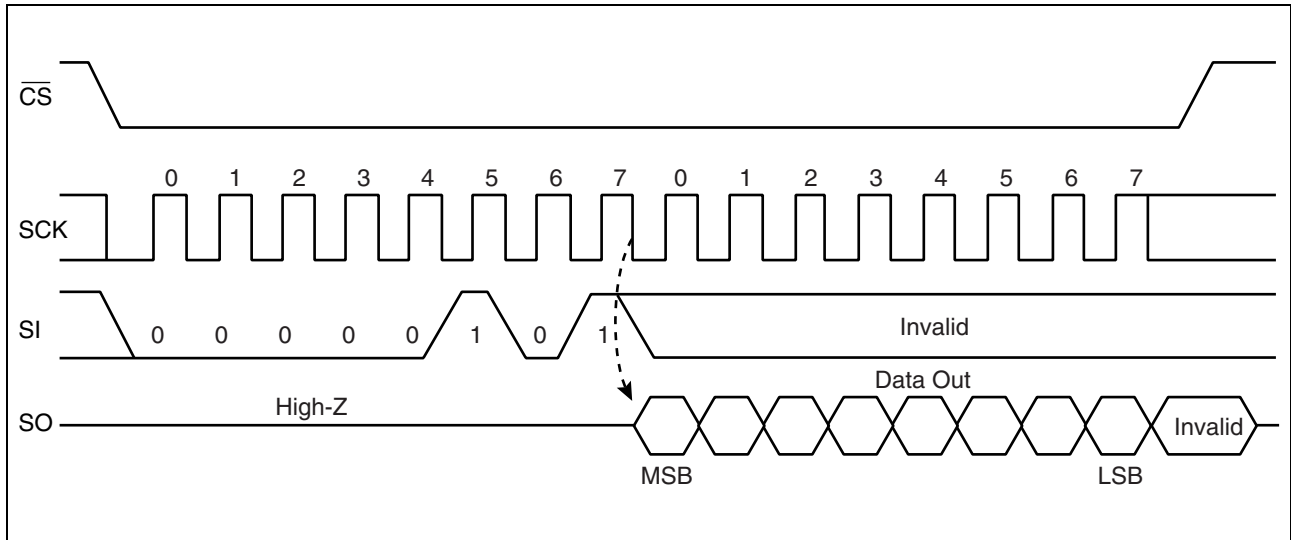 C̅S̅
0 1 2 3 4 5 6 7 0 1 2 3 4 5 6 7
SCK
SI 0 0 0 0 0 1 0 1 Invalid
Data Out
High-Z
SO Invalid
MSB LSB